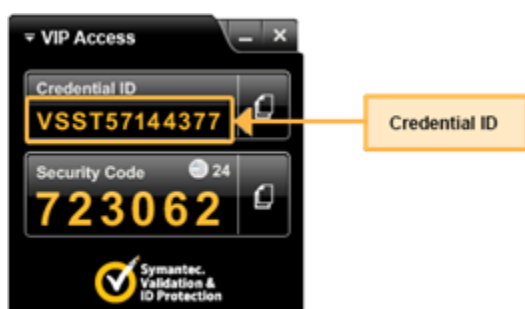 VIP Access
Credential ID
VSST57144377
Credential ID
Security Code 24
723062
Symantec.
Validation &
ID Protection